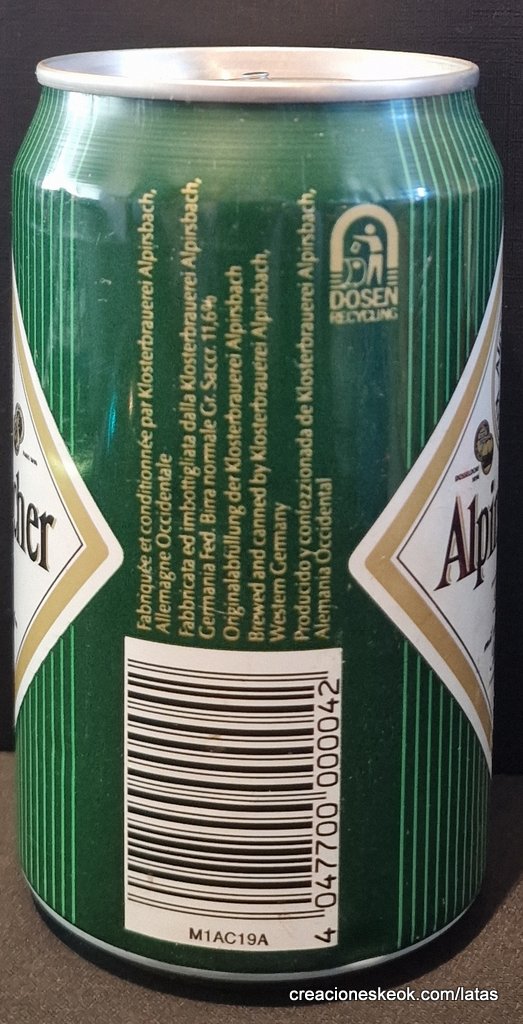 Fabriquée et conditionnée par Klosterbrauerei Alpirsbach,
Allemagne Occidentale
Fabbricata ed imbottigliata dalla Klosterbrauerei Alpirsbach,
Germania Fed. Birra normale Gr. Saccr. 11,6%
Originalabfüllung der Klosterbrauerei Alpirsbach
Brewed and canned by Klosterbrauerei Alpirsbach,
Western Germany
Producido y confezzionada de Klosterbrauerei Alpirsbach,
Alemania Occidental
DOSEN
RECYCLING
cher
Alpi
4 047700 000042
M1AC19A
creacioneskeok.com/latas